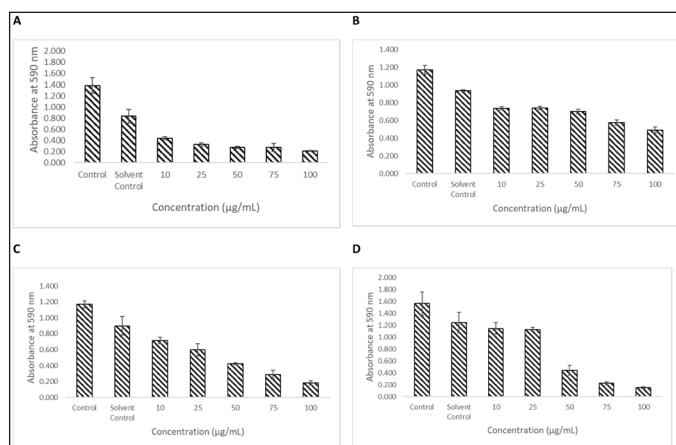 A
Absorbance at 590 nm
2.000
1.800
1.600
1.400
1.200
1.000
0.800
0.600
0.400
0.200
0.000
Control
Solvent
Control
10
25
50
75
100
Concentration (µg/mL)
B
Absorbance at 590 nm
1.400
1.200
1.000
0.800
0.600
0.400
0.200
0.000
Control
Solvent
Control
10
25
50
75
100
Concentration (µg/mL)
C
Absorbance at 590 nm
1.400
1.200
1.000
0.800
0.600
0.400
0.200
0.000
Control
Solvent
Control
10
25
50
75
100
Concentration (µg/mL)
D
Absorbance at 590 nm
2.000
1.800
1.600
1.400
1.200
1.000
0.800
0.600
0.400
0.200
0.000
Control
Solvent
Control
10
25
50
75
100
Concentration (µg/mL)